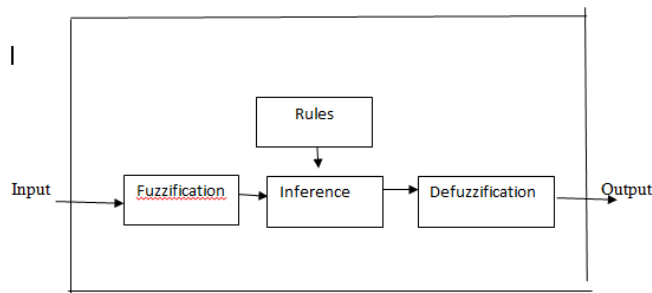 Rules
Input
Fuzzification
Inference
Defuzzification
Output